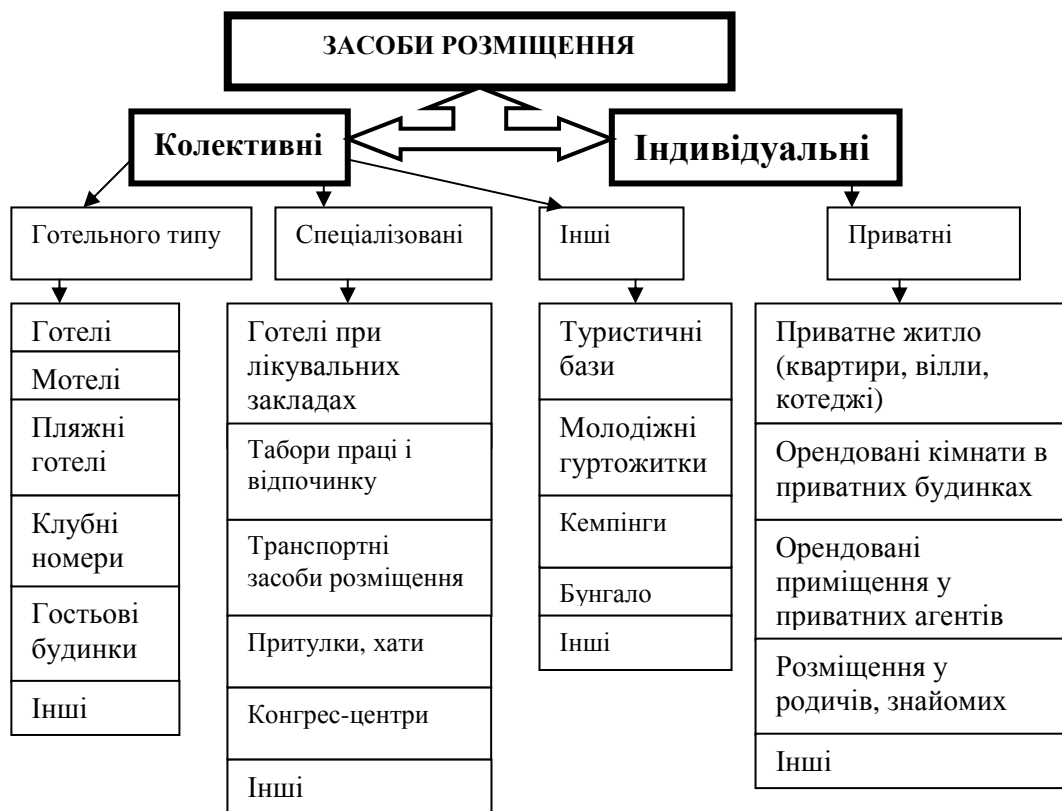 ЗАСОБИ РОЗМІЩЕННЯ
Колективні
Індивідуальні
Готельного типу
Спеціалізовані
Інші
Приватні
Готелі
Мотелі
Пляжні
готелі
Клубні
номери
Гостьові
будинки
Інші
Готелі при
лікувальних
закладах
Табори праці і
відпочинку
Транспортні
засоби розміщення
Притулки, хати
Конгрес-центри
Інші
Туристичні
бази
Молодіжні
гуртожитки
Кемпінги
Бунгало
Інші
Приватне житло
(квартири, вілли,
котеджі)
Орендовані кімнати в
приватних будинках
Орендовані
приміщення у
приватних агентів
Розміщення у
родичів, знайомих
Інші